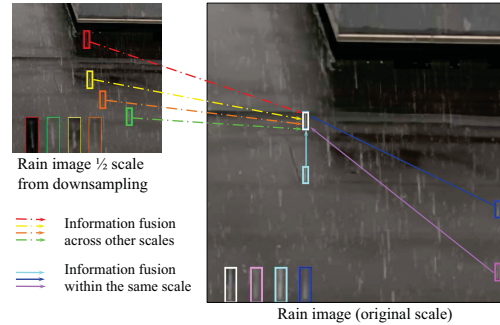 Rain image ½ scale
from downsampling
Information fusion
across other scales
Information fusion
within the same scale
Rain image (original scale)